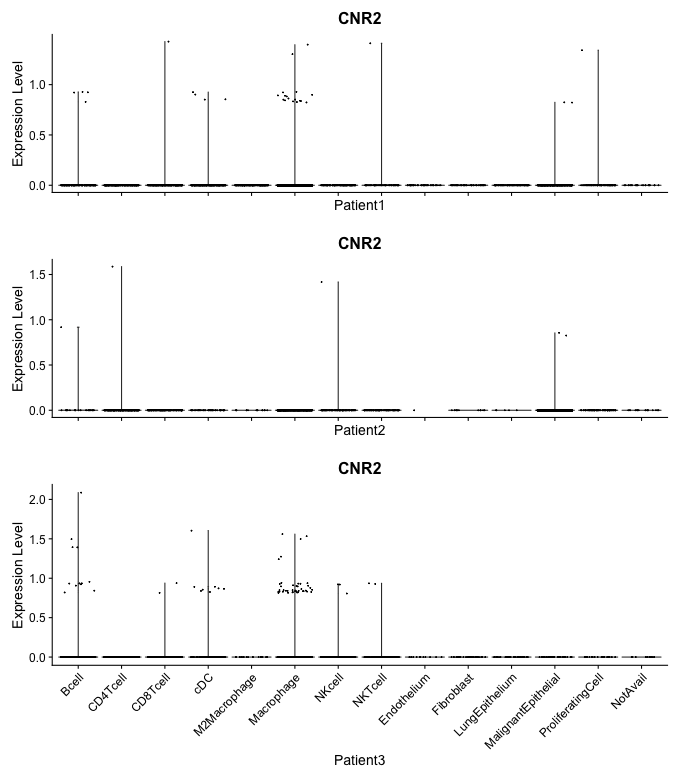 CNR2
Expression Level
1.0
0.5
0.0
Patient1
CNR2
Expression Level
1.5
1.0
0.5
0.0
Patient2
CNR2
Expression Level
2.0
1.5
1.0
0.5
0.0
Bcell
CD4Tcell
CD8Tcell
cDC
M2Macrophage
Macrophage
NKcell
NKTcell
Endothelium
Fibroblast
LungEpithelium
MalignantEpithelial
ProliferatingCell
NotAvail
Patient3